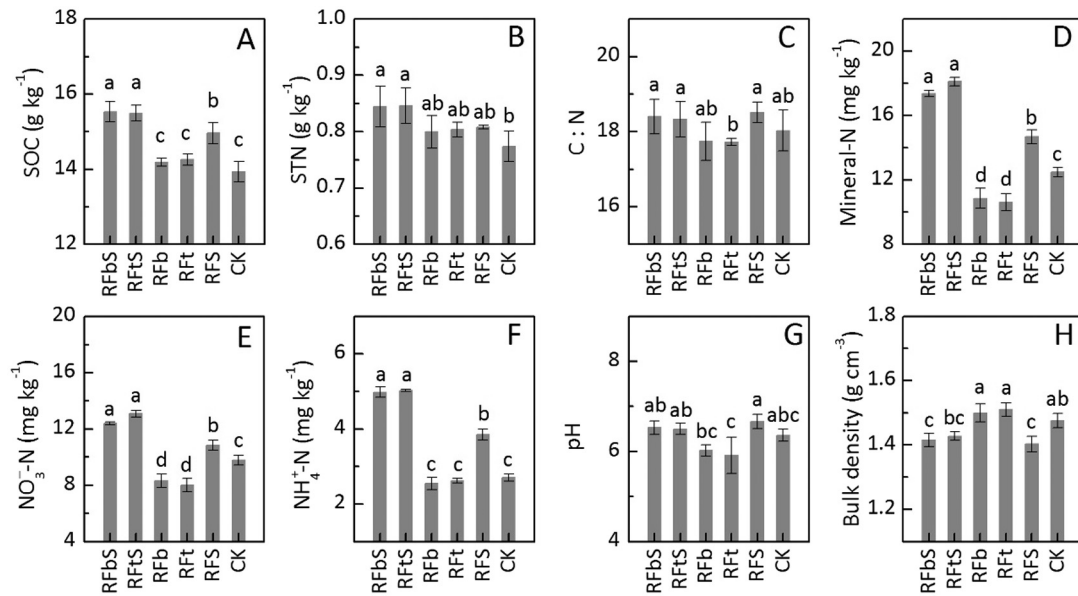 A
SOC (g kg⁻¹)
18
16
14
12
a a c c b c
RFbS RFtS RFb RFt RFS CK
B
STN (g kg⁻¹)
1.0
0.9
0.8
0.7
0.6
a a ab ab ab b
RFbS RFtS RFb RFt RFS CK
C
C : N
20
18
16
a a ab b a ab
RFbS RFtS RFb RFt RFS CK
D
Mineral-N (mg kg⁻¹)
20
16
12
8
a a d d b c
RFbS RFtS RFb RFt RFS CK
E
NO₃⁻-N (mg kg⁻¹)
20
16
12
8
4
a a d d b c
RFbS RFtS RFb RFt RFS CK
F
NH₄⁺-N (mg kg⁻¹)
6
4
2
a a c c b c
RFbS RFtS RFb RFt RFS CK
G
pH
8
6
4
ab ab bc c a abc
RFbS RFtS RFb RFt RFS CK
H
Bulk density (g cm⁻³)
1.8
1.6
1.4
1.2
c bc a a c ab
RFbS RFtS RFb RFt RFS CK